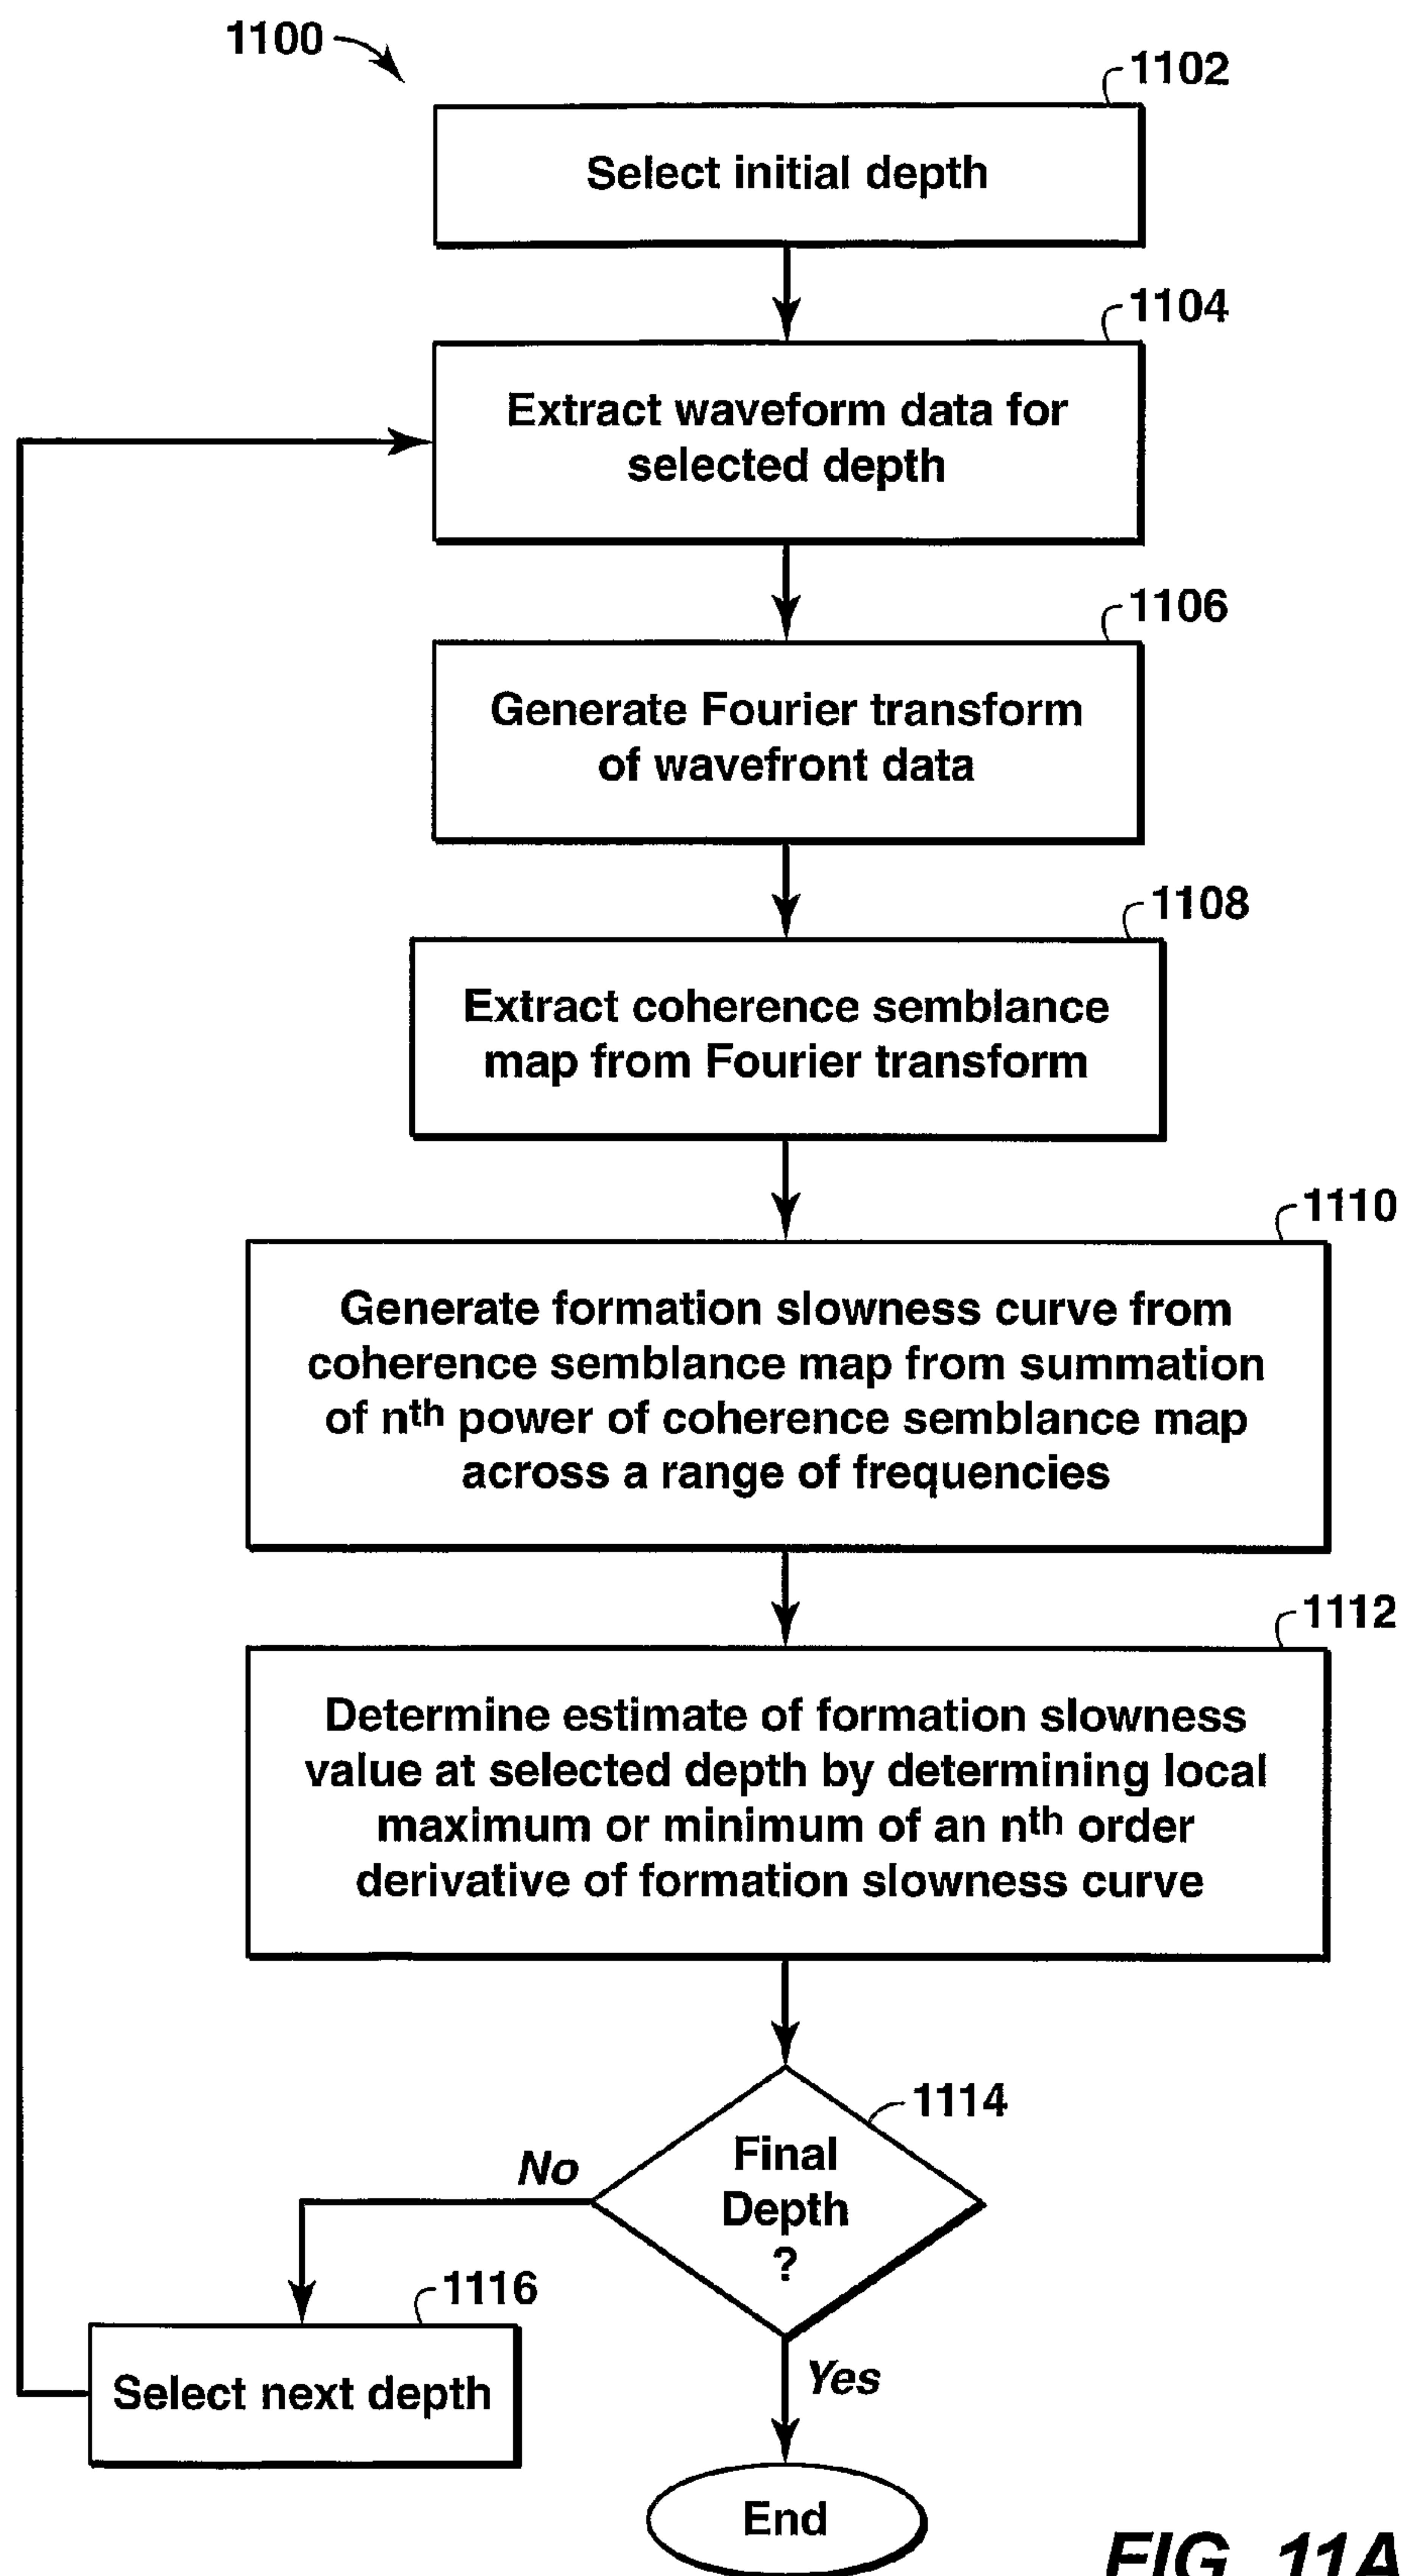 1100
1102
Select initial depth
1104
Extract waveform data for
selected depth
1106
Generate Fourier transform
of wavefront data
1108
Extract coherence semblance
map from Fourier transform
1110
Generate formation slowness curve from
coherence semblance map from summation
of nth power of coherence semblance map
across a range of frequencies
1112
Determine estimate of formation slowness
value at selected depth by determining local
maximum or minimum of an nth order
derivative of formation slowness curve
1114
Final
Depth
?
No
1116
Select next depth
Yes
End
FIG. 11A